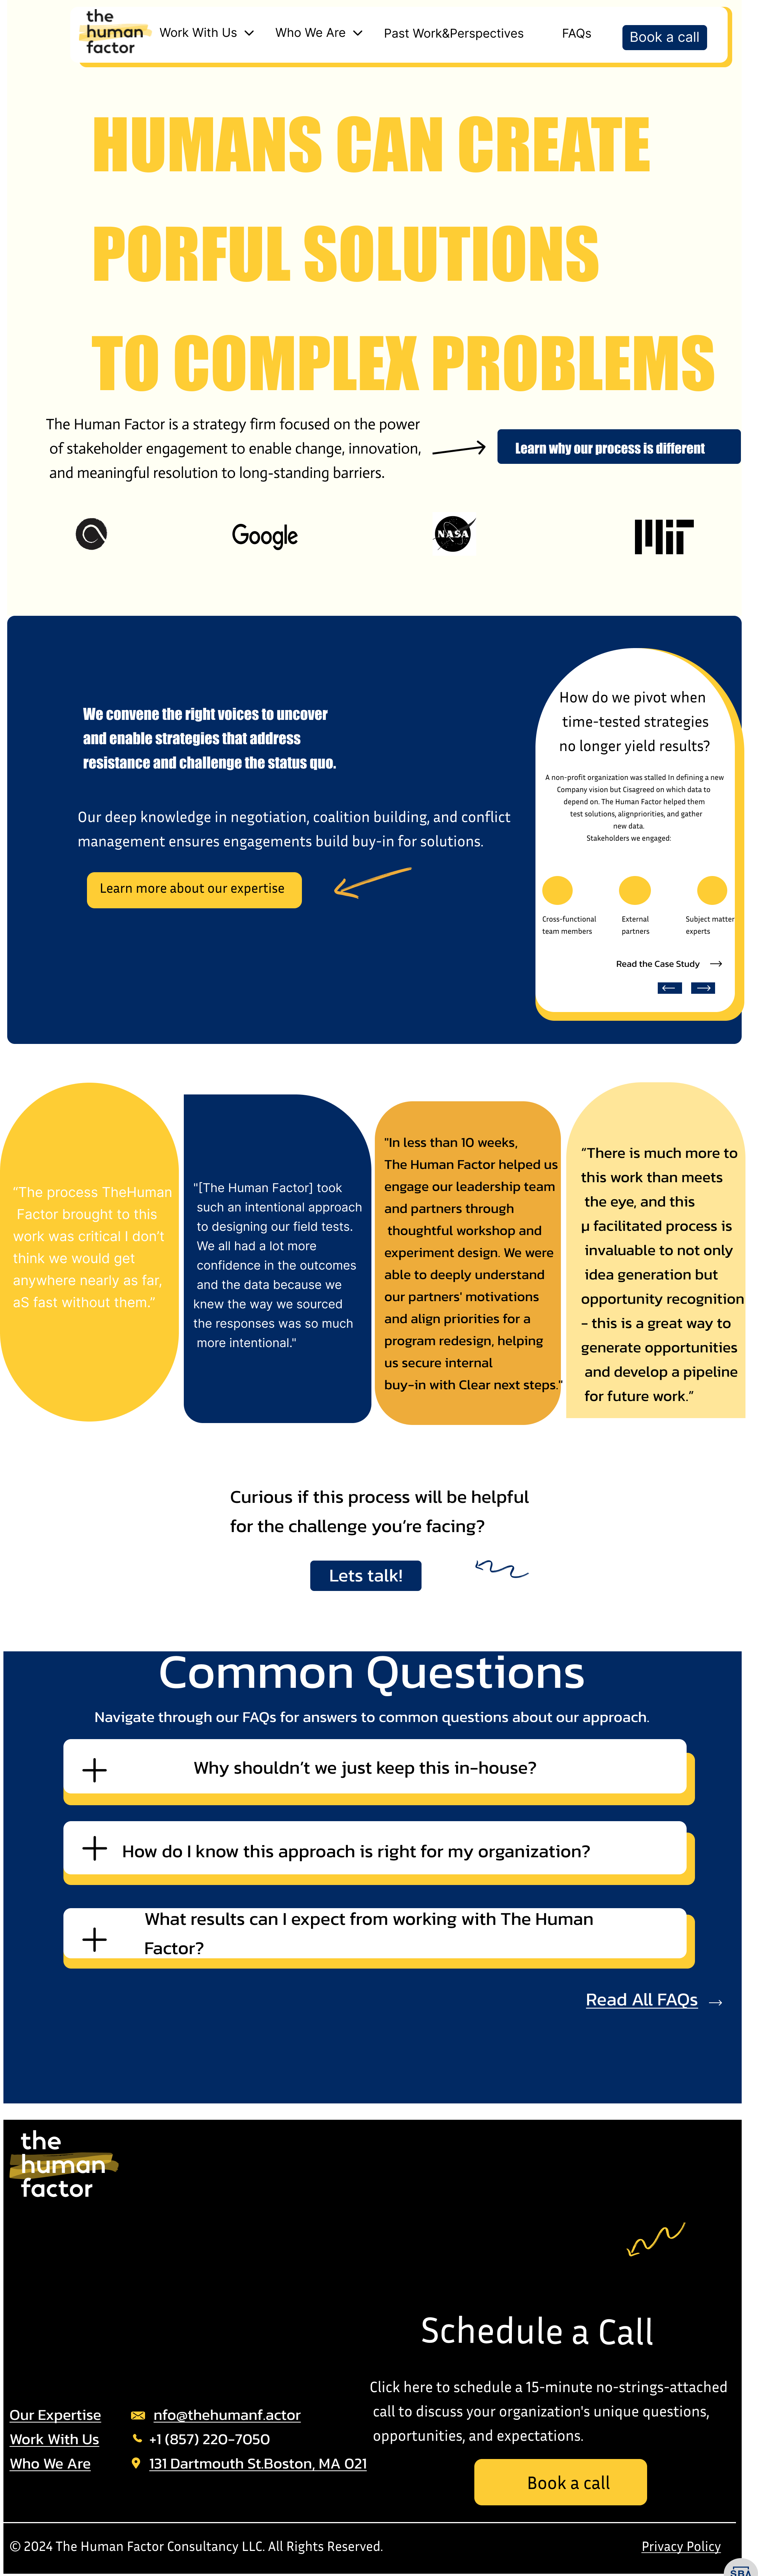 the
human
factor
Work With Us
Who We Are
Past Work&Perspectives
FAQs
Book a call
HUMANS CAN CREATE
PORFUL SOLUTIONS
TO COMPLEX PROBLEMS
The Human Factor is a strategy firm focused on the power
of stakeholder engagement to enable change, innovation,
and meaningful resolution to long-standing barriers.
Learn why our process is different
Google
NASA
MIT
We convene the right voices to uncover
and enable strategies that address
resistance and challenge the status quo.
Our deep knowledge in negotiation, coalition building, and conflict
management ensures engagements build buy-in for solutions.
Learn more about our expertise
How do we pivot when
time-tested strategies
no longer yield results?
A non-profit organization was stalled In defining a new
Company vision but Cisagreed on which data to
depend on. The Human Factor helped them
test solutions, alignpriorities, and gather
new data.
Stakeholders we engaged:
Cross-functional
team members
External
partners
Subject matter
experts
Read the Case Study
“The process TheHuman
Factor brought to this
work was critical I don't
think we would get
anywhere nearly as far,
aS fast without them.”
"[The Human Factor] took
such an intentional approach
to designing our field tests.
We all had a lot more
confidence in the outcomes
and the data because we
knew the way we sourced
the responses was so much
more intentional."
"In less than 10 weeks,
The Human Factor helped us
engage our leadership team
and partners through
thoughtful workshop and
experiment design. We were
able to deeply understand
our partners' motivations
and align priorities for a
program redesign, helping
us secure internal
buy-in with Clear next steps."
“There is much more to
this work than meets
the eye, and this
µ facilitated process is
invaluable to not only
idea generation but
opportunity recognition
- this is a great way to
generate opportunities
and develop a pipeline
for future work.”
Curious if this process will be helpful
for the challenge you’re facing?
Lets talk!
Common Questions
Navigate through our FAQs for answers to common questions about our approach.
Why shouldn’t we just keep this in-house?
How do I know this approach is right for my organization?
What results can I expect from working with The Human
Factor?
Read All FAQs
the
human
factor
Schedule a Call
Click here to schedule a 15-minute no-strings-attached
call to discuss your organization's unique questions,
opportunities, and expectations.
Book a call
Our Expertise
Work With Us
Who We Are
nfo@thehumanf.actor
+1 (857) 220-7050
131 Dartmouth St.Boston, MA 021
© 2024 The Human Factor Consultancy LLC. All Rights Reserved.
Privacy Policy
SBA